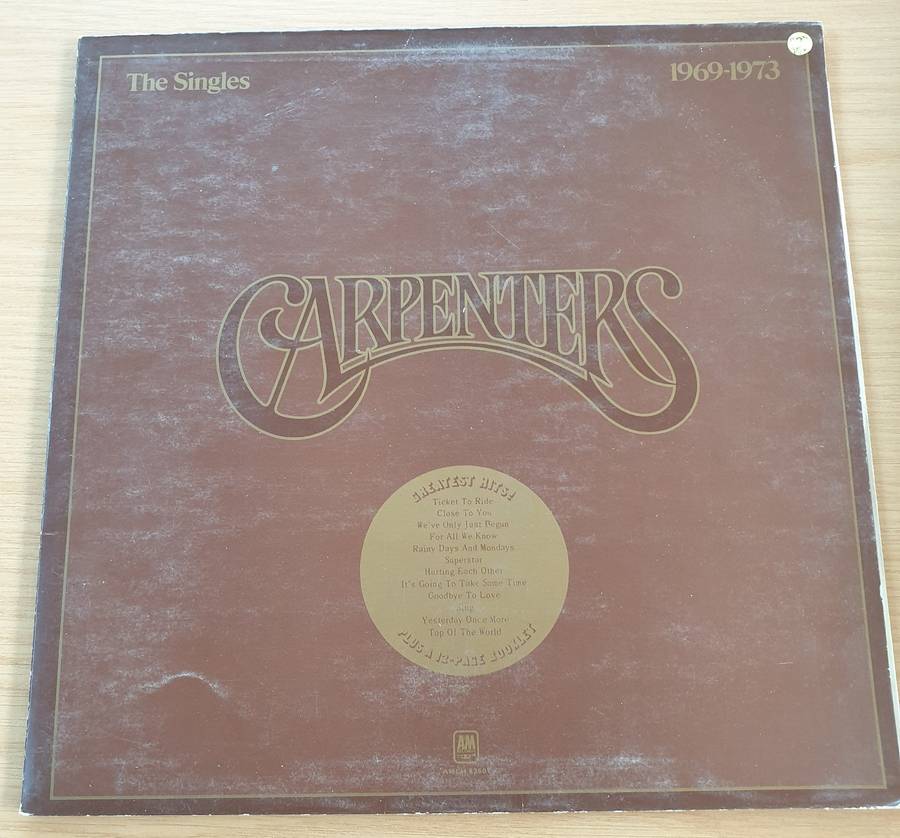 The Singles
1969-1973
CARPENTERS
GREATEST HITS!
Ticket To Ride
Close To You
We've Only Just Begun
For All We Know
Rainy Days And Mondays
Superstar
Hurting Each Other
It's Going To Take Some Time
Goodbye To Love
Sing
Yesterday Once More
Top Of The World
PLUS A 12-PAGE BOOKLET
AM